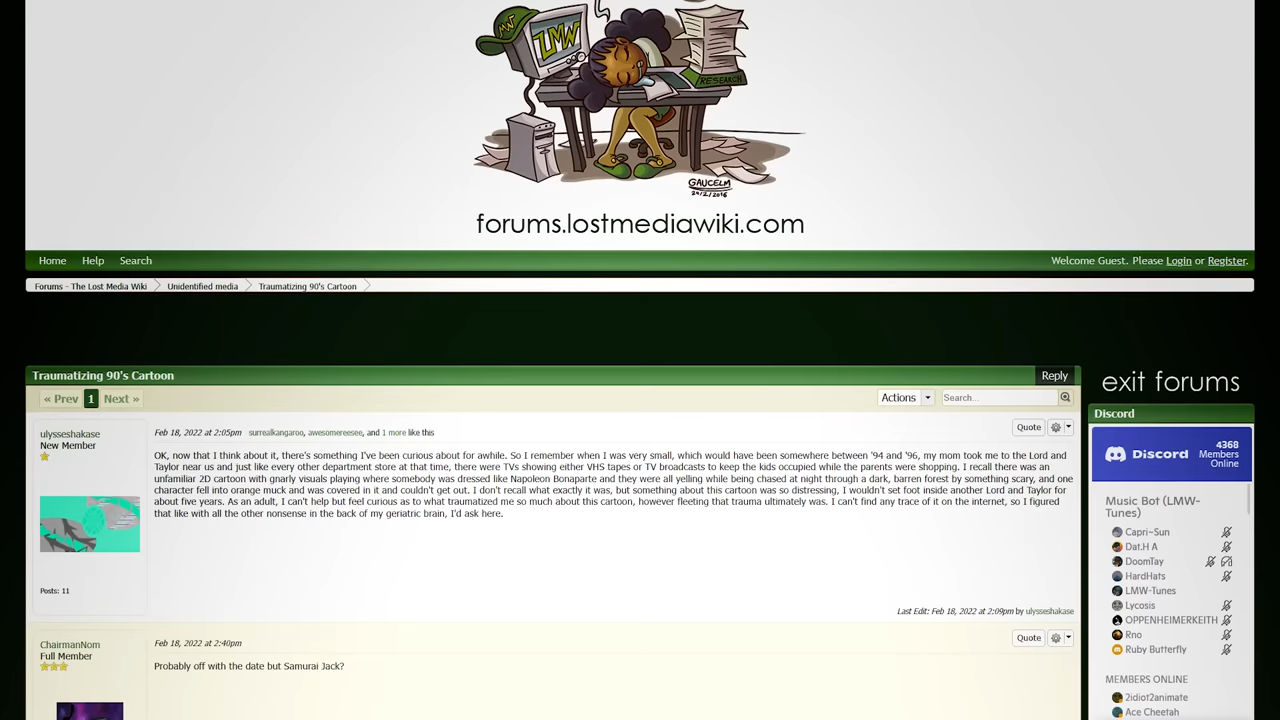 MW
LMW
RESEARCH
GAUCELM
forums.lostmediawiki.com
Home Help Search
Welcome Guest. Please Login or Register.
Forums - The Lost Media Wiki Unidentified media Traumatizing 90's Cartoon
Traumatizing 90's Cartoon
Reply
exit forums
« Prev 1 Next »
Actions
Search...
Discord
ulysseshakase
New Member
Feb 18, 2022 at 2:05pm surrealkangaroo, awesomereesee, and 1 more like this
Quote
OK, now that I think about it, there's something I've been curious about for awhile. So I remember when I was very small, which would have been somewhere between '94 and '96, my mom took me to the Lord and
Taylor near us and just like every other department store at that time, there were TVs showing either VHS tapes or TV broadcasts to keep the kids occupied while the parents were shopping. I recall there was an
unfamiliar 2D cartoon with gnarly visuals playing where somebody was dressed like Napoleon Bonaparte and they were all yelling while being chased at night through a dark, barren forest by something scary, and one
character fell into orange muck and was covered in it and couldn't get out. I don't recall what exactly it was, but something about this cartoon was so distressing, I wouldn't set foot inside another Lord and Taylor for
about five years. As an adult, I can't help but feel curious as to what traumatized me so much about this cartoon, however fleeting that trauma ultimately was. I can't find any trace of it on the internet, so I figured
that like with all the other nonsense in the back of my geriatric brain, I'd ask here.
Posts: 11
Last Edit: Feb 18, 2022 at 2:09pm by ulysseshakase
ChairmanNom
Full Member
Feb 18, 2022 at 2:40pm
Quote
Probably off with the date but Samurai Jack?
Discord
4368
Members
Online
Music Bot (LMW-
Tunes)
Capri-Sun
Dat.H A
DoomTay
HardHats
LMW-Tunes
Lycosis
OPPENHEIMERKEITH
Rno
Ruby Butterfly
MEMBERS ONLINE
2idiot2animate
Ace Cheetah